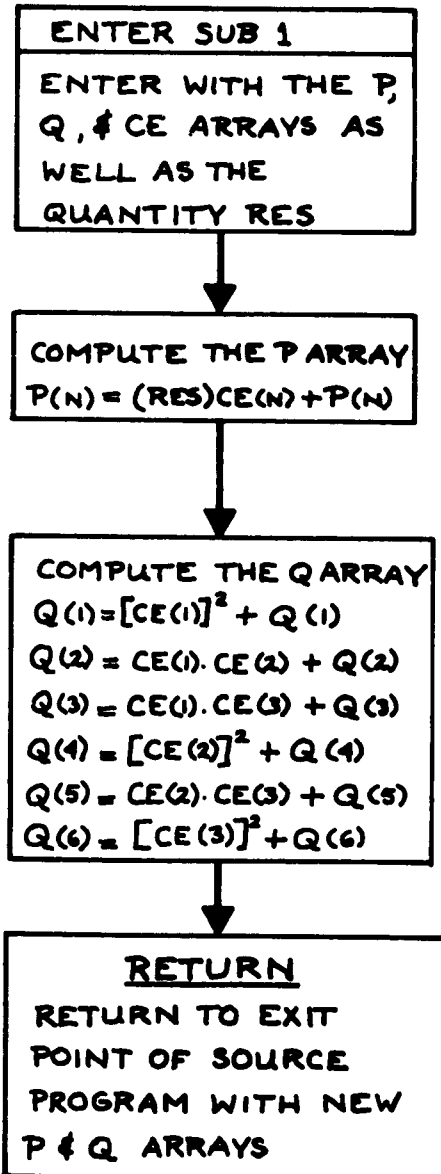 ENTER SUB 1
ENTER WITH THE P,
Q, & CE ARRAYS AS
WELL AS THE
QUANTITY RES
COMPUTE THE P ARRAY
P(N) = (RES)CE(N) + P(N)
COMPUTE THE Q ARRAY
Q(1) = [CE(1)]² + Q(1)
Q(2) = CE(1).CE(2) + Q(2)
Q(3) = CE(1).CE(3) + Q(3)
Q(4) = [CE(2)]² + Q(4)
Q(5) = CE(2).CE(3) + Q(5)
Q(6) = [CE(3)]² + Q(6)
RETURN
RETURN TO EXIT
POINT OF SOURCE
PROGRAM WITH NEW
P & Q ARRAYS